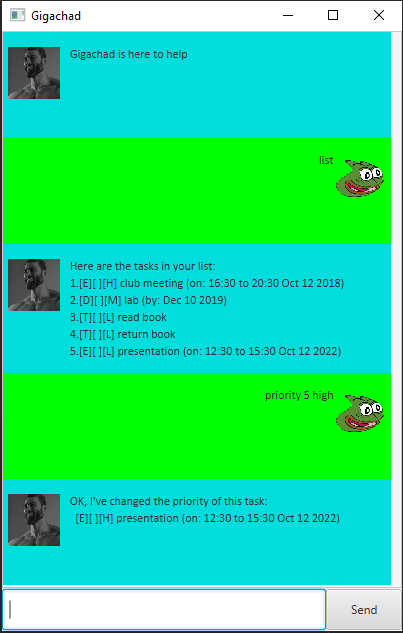 Gigachad
Gigachad is here to help
list
Here are the tasks in your list:
1.[E][ ][H] club meeting (on: 16:30 to 20:30 Oct 12 2018)
2.[D][ ][M] lab (by: Dec 10 2019)
3.[T][ ][L] read book
4.[T][ ][L] return book
5.[E][ ][L] presentation (on: 12:30 to 15:30 Oct 12 2022)
priority 5 high
OK, I've changed the priority of this task:
[E][ ][H] presentation (on: 12:30 to 15:30 Oct 12 2022)
Send